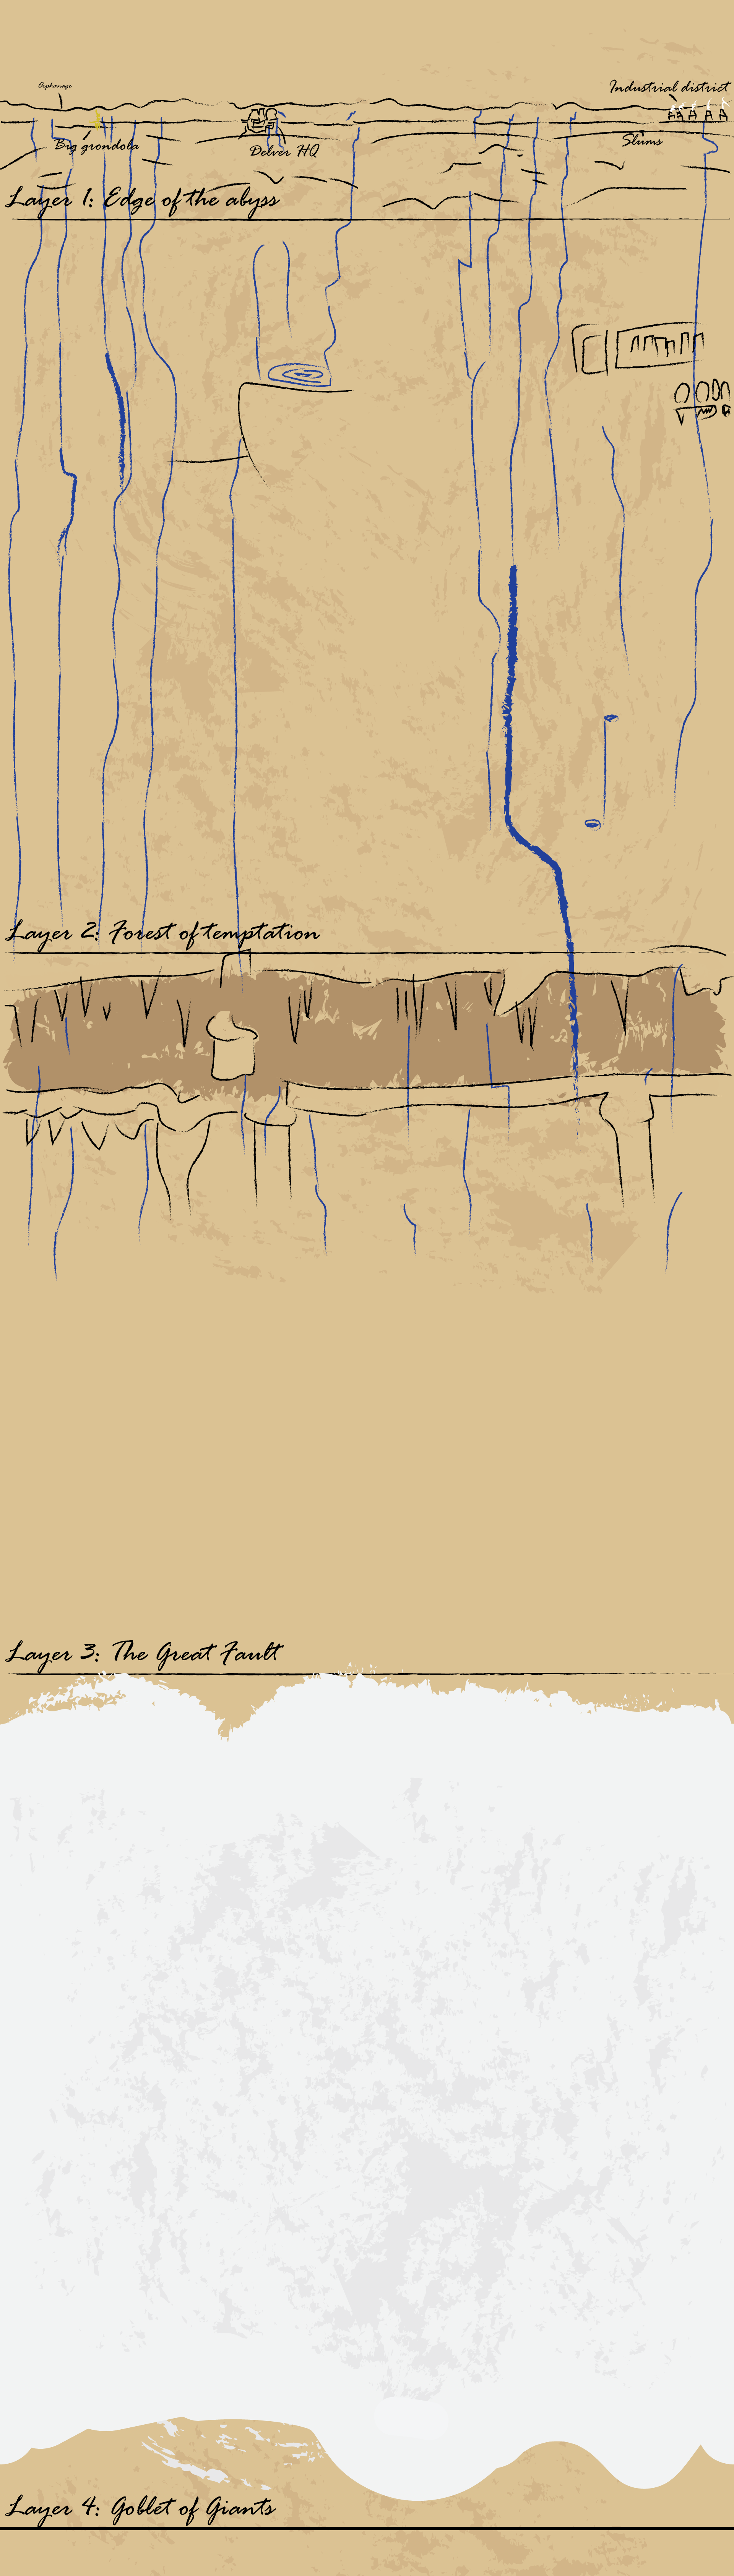 Orphanage
Industrial district
Big grondola
Delver HQ
Slums
Layer 1: Edge of the abyss
Layer 2: Forest of temptation
Layer 3: The Great Fault
Layer 4: Goblet of Giants